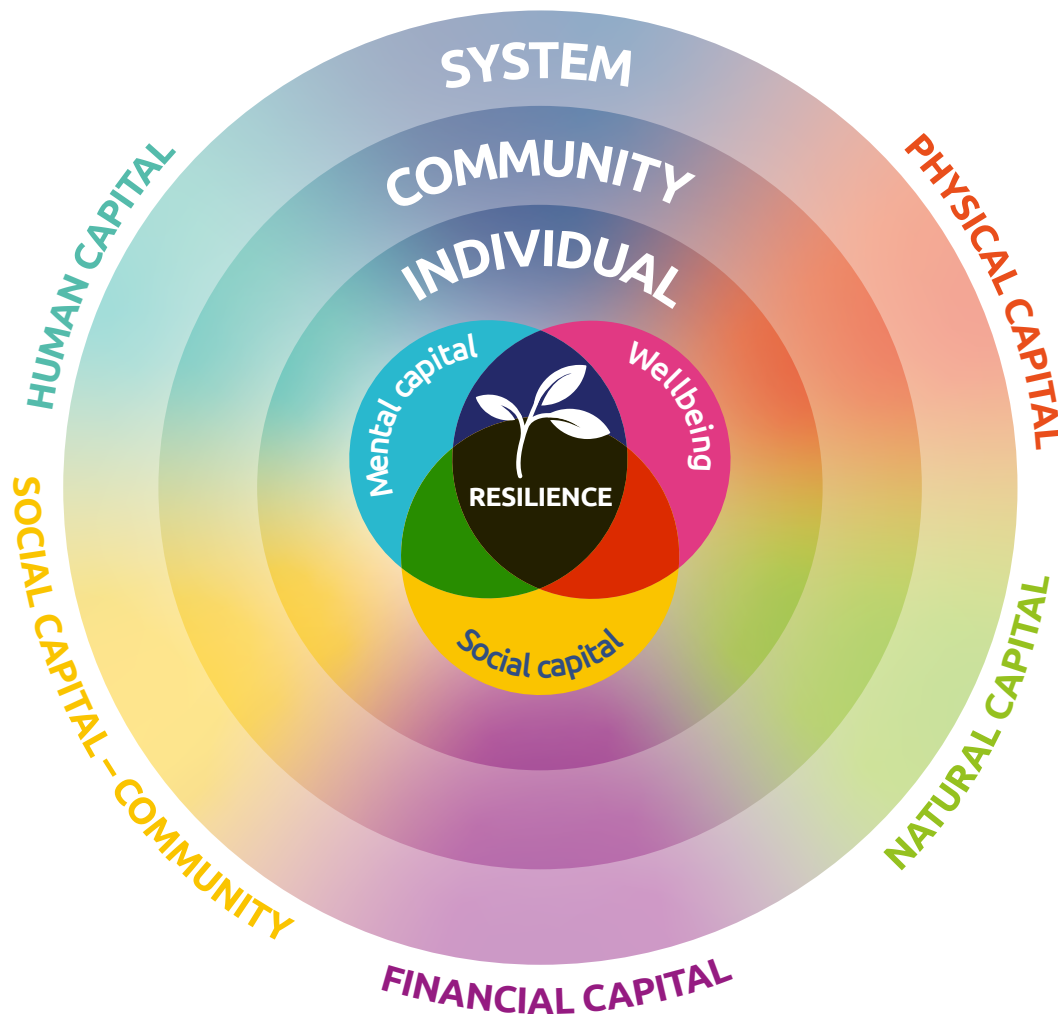 SYSTEM
COMMUNITY
INDIVIDUAL
Mental capital
Wellbeing
RESILIENCE
Social capital
HUMAN CAPITAL
PHYSICAL CAPITAL
SOCIAL CAPITAL – COMMUNITY
NATURAL CAPITAL
FINANCIAL CAPITAL